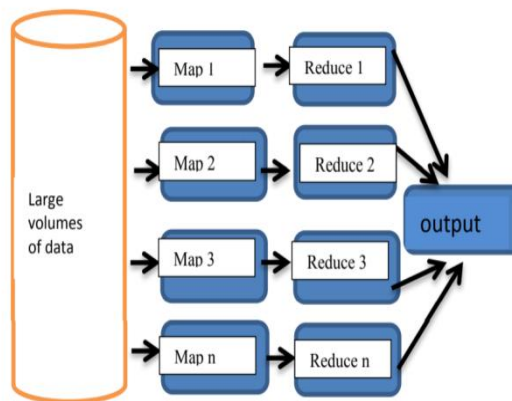 Large
volumes
of data
Map 1
Reduce 1
Map 2
Reduce 2
Map 3
Reduce 3
Map n
Reduce n
output